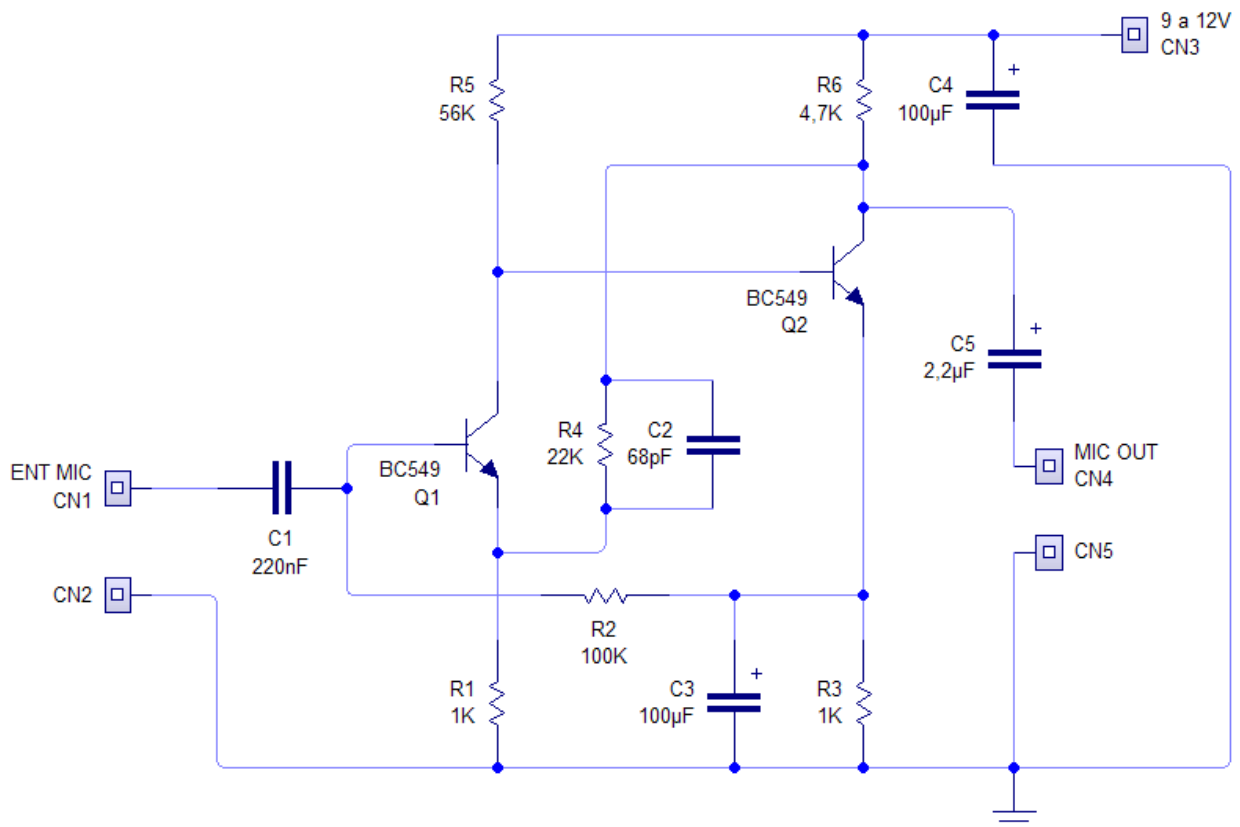 9 a 12V
CN3
R5
56K
R6
4,7K
C4
100µF
+
BC549
Q2
C5
2,2µF
+
R4
22K
C2
68pF
BC549
Q1
ENT MIC
CN1
C1
220nF
MIC OUT
CN4
CN5
CN2
R2
100K
R1
1K
C3
100µF
+
R3
1K